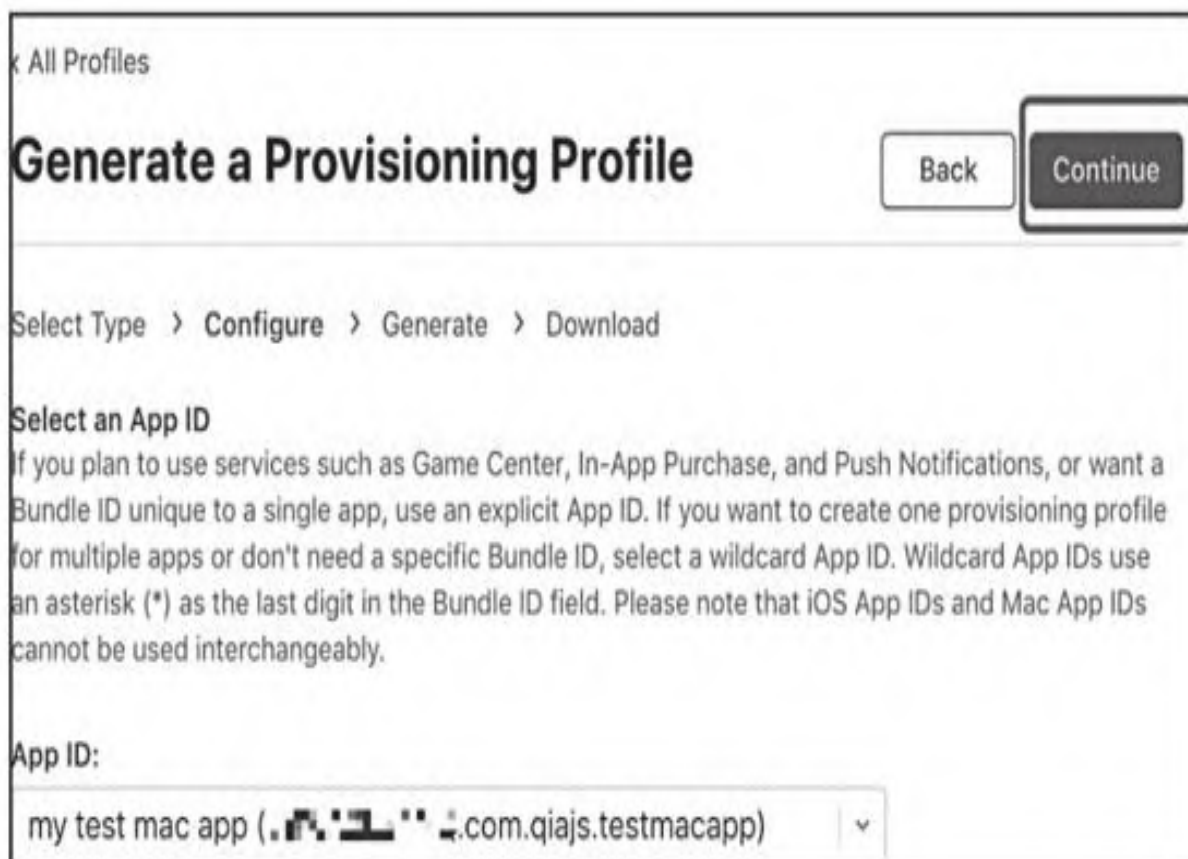 ‹ All Profiles
Generate a Provisioning Profile
Back
Continue
Select Type › Configure › Generate › Download
Select an App ID
If you plan to use services such as Game Center, In-App Purchase, and Push Notifications, or want a
Bundle ID unique to a single app, use an explicit App ID. If you want to create one provisioning profile
for multiple apps or don't need a specific Bundle ID, select a wildcard App ID. Wildcard App IDs use
an asterisk (*) as the last digit in the Bundle ID field. Please note that iOS App IDs and Mac App IDs
cannot be used interchangeably.
App ID:
my test mac app (.com.qiajs.testmacapp)